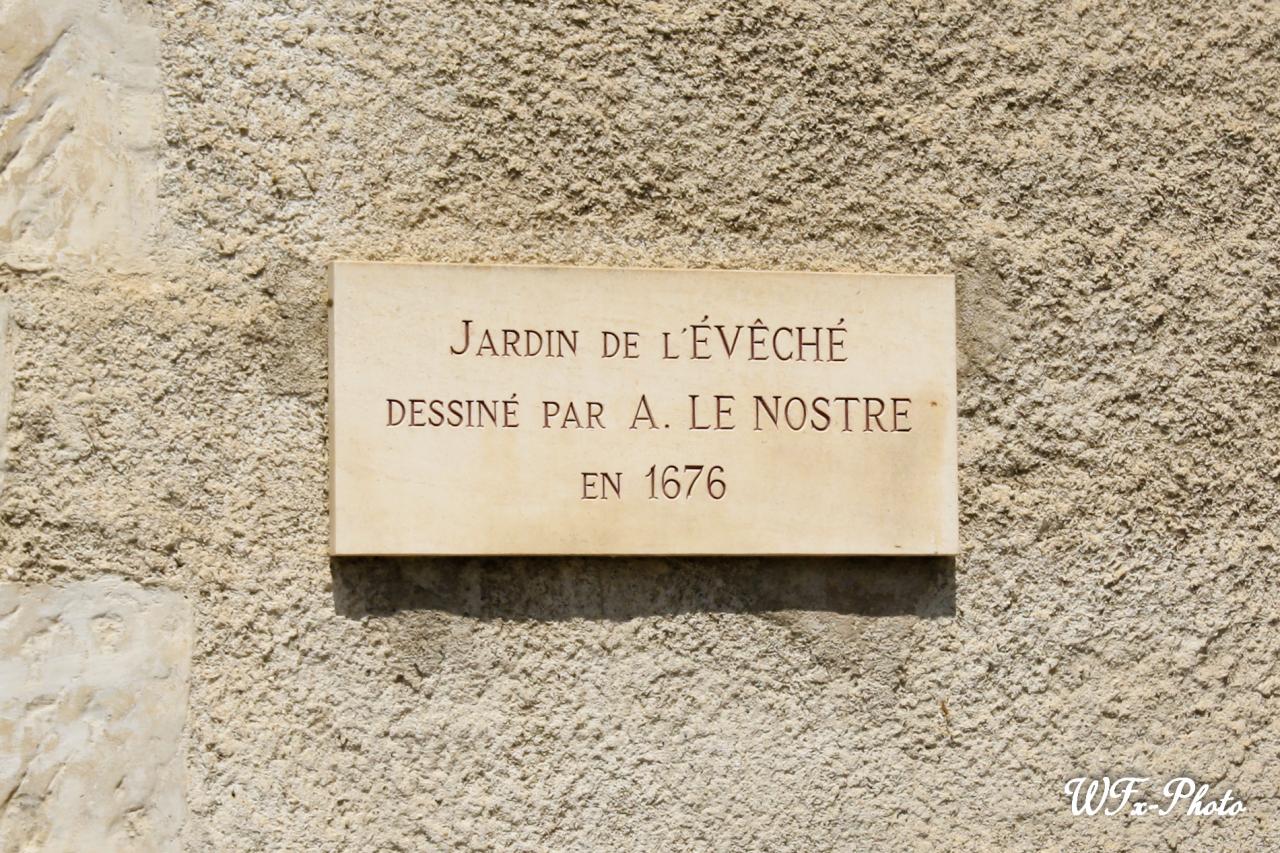 Jardin de l'ÉVÊCHÉ
dessiné par A. LE NOSTRE
en 1676
WFx-Photo